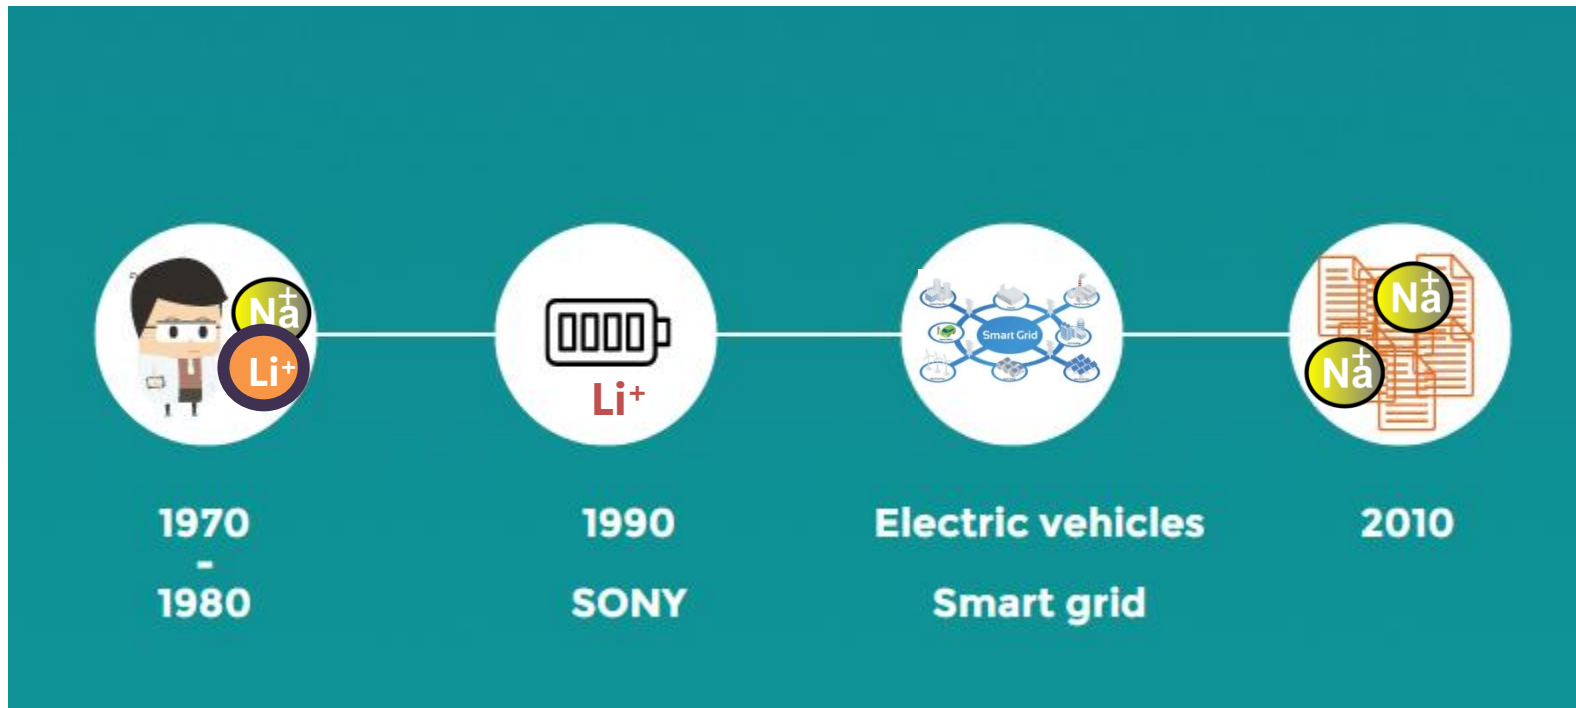 Na+
Li+
Li+
Smart Grid
Na+
Na+
1970
-
1980
1990
SONY
Electric vehicles
Smart grid
2010